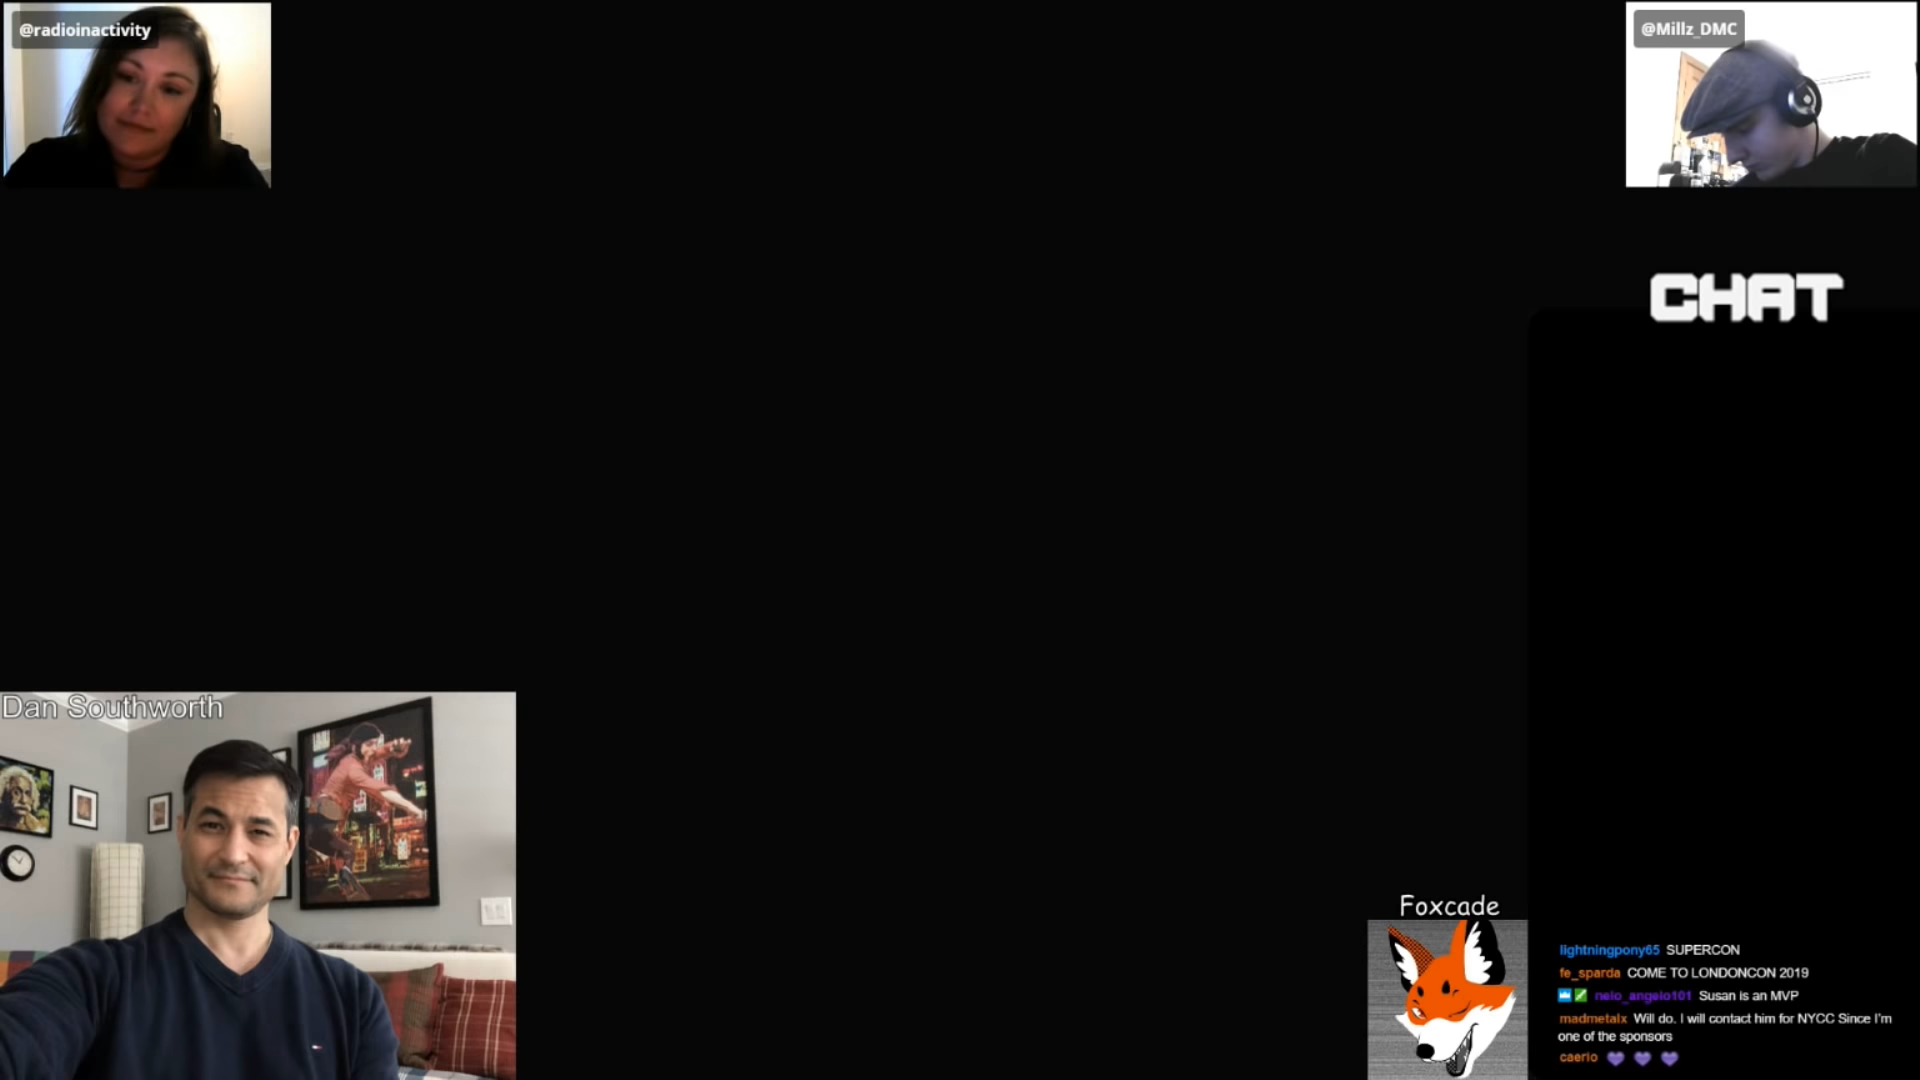 @radioinactivity
@Millz_DMC
CHAT
Dan Southworth
Foxcade
lightningpony65 SUPERCON
fe_sparda COME TO LONDONCON 2019
nelo_angelo101 Susan is an MVP
madmetalx Will do. I will contact him for NYCC Since I'm
one of the sponsors
caerio